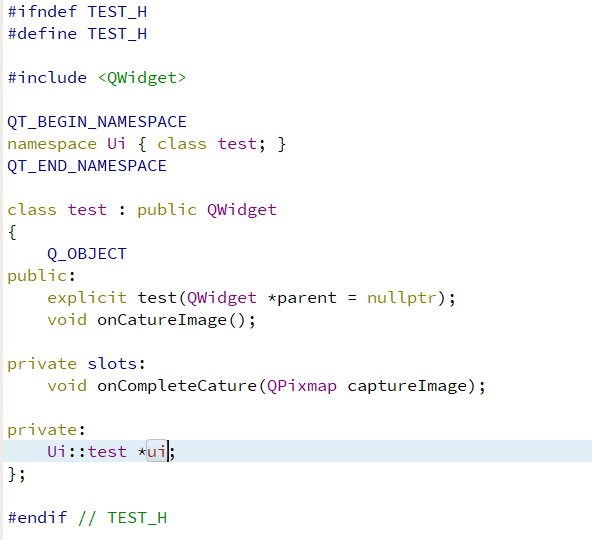 #ifndef TEST_H
#define TEST_H
#include <QWidget>
QT_BEGIN_NAMESPACE
namespace Ui { class test; }
QT_END_NAMESPACE
class test : public QWidget
{
Q_OBJECT
public:
explicit test(QWidget *parent = nullptr);
void onCatureImage();
private slots:
void onCompleteCature(QPixmap captureImage);
private:
Ui::test *ui;
};
#endif // TEST_H